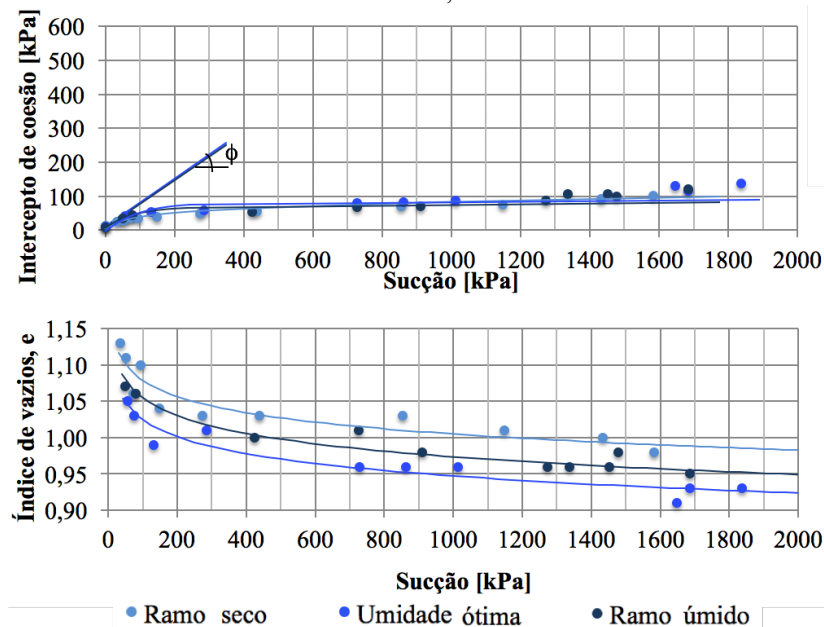 Intercepto de coesão [kPa]
600
500
400
300
200
100
0
ϕ
0 200 400 600 800 1000 1200 1400 1600 1800 2000
Sucção [kPa]
Índice de vazios, e
1,15
1,10
1,05
1,00
0,95
0,90
0 200 400 600 800 1000 1200 1400 1600 1800 2000
Sucção [kPa]
Ramo seco Umidade ótima Ramo úmido